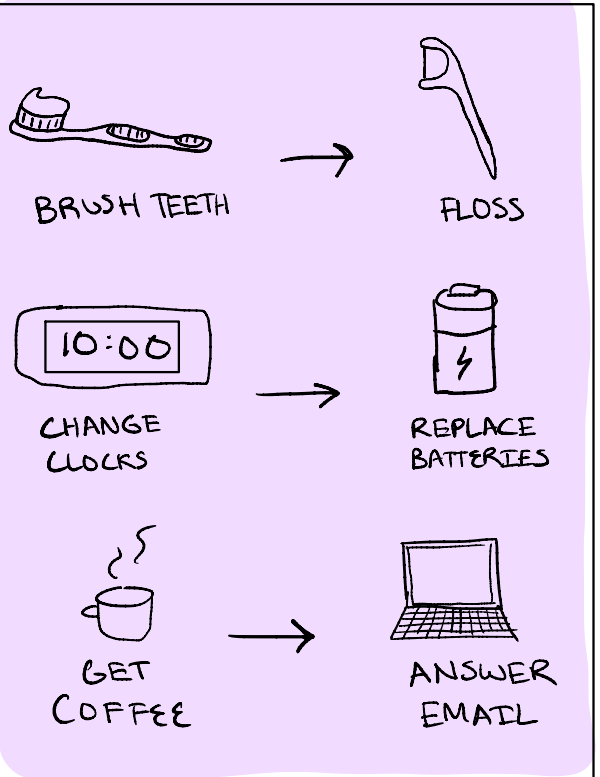 BRUSH TEETH
FLOSS
10:00
CHANGE
CLOCKS
REPLACE
BATTERIES
GET
COFFEE
ANSWER
EMAIL